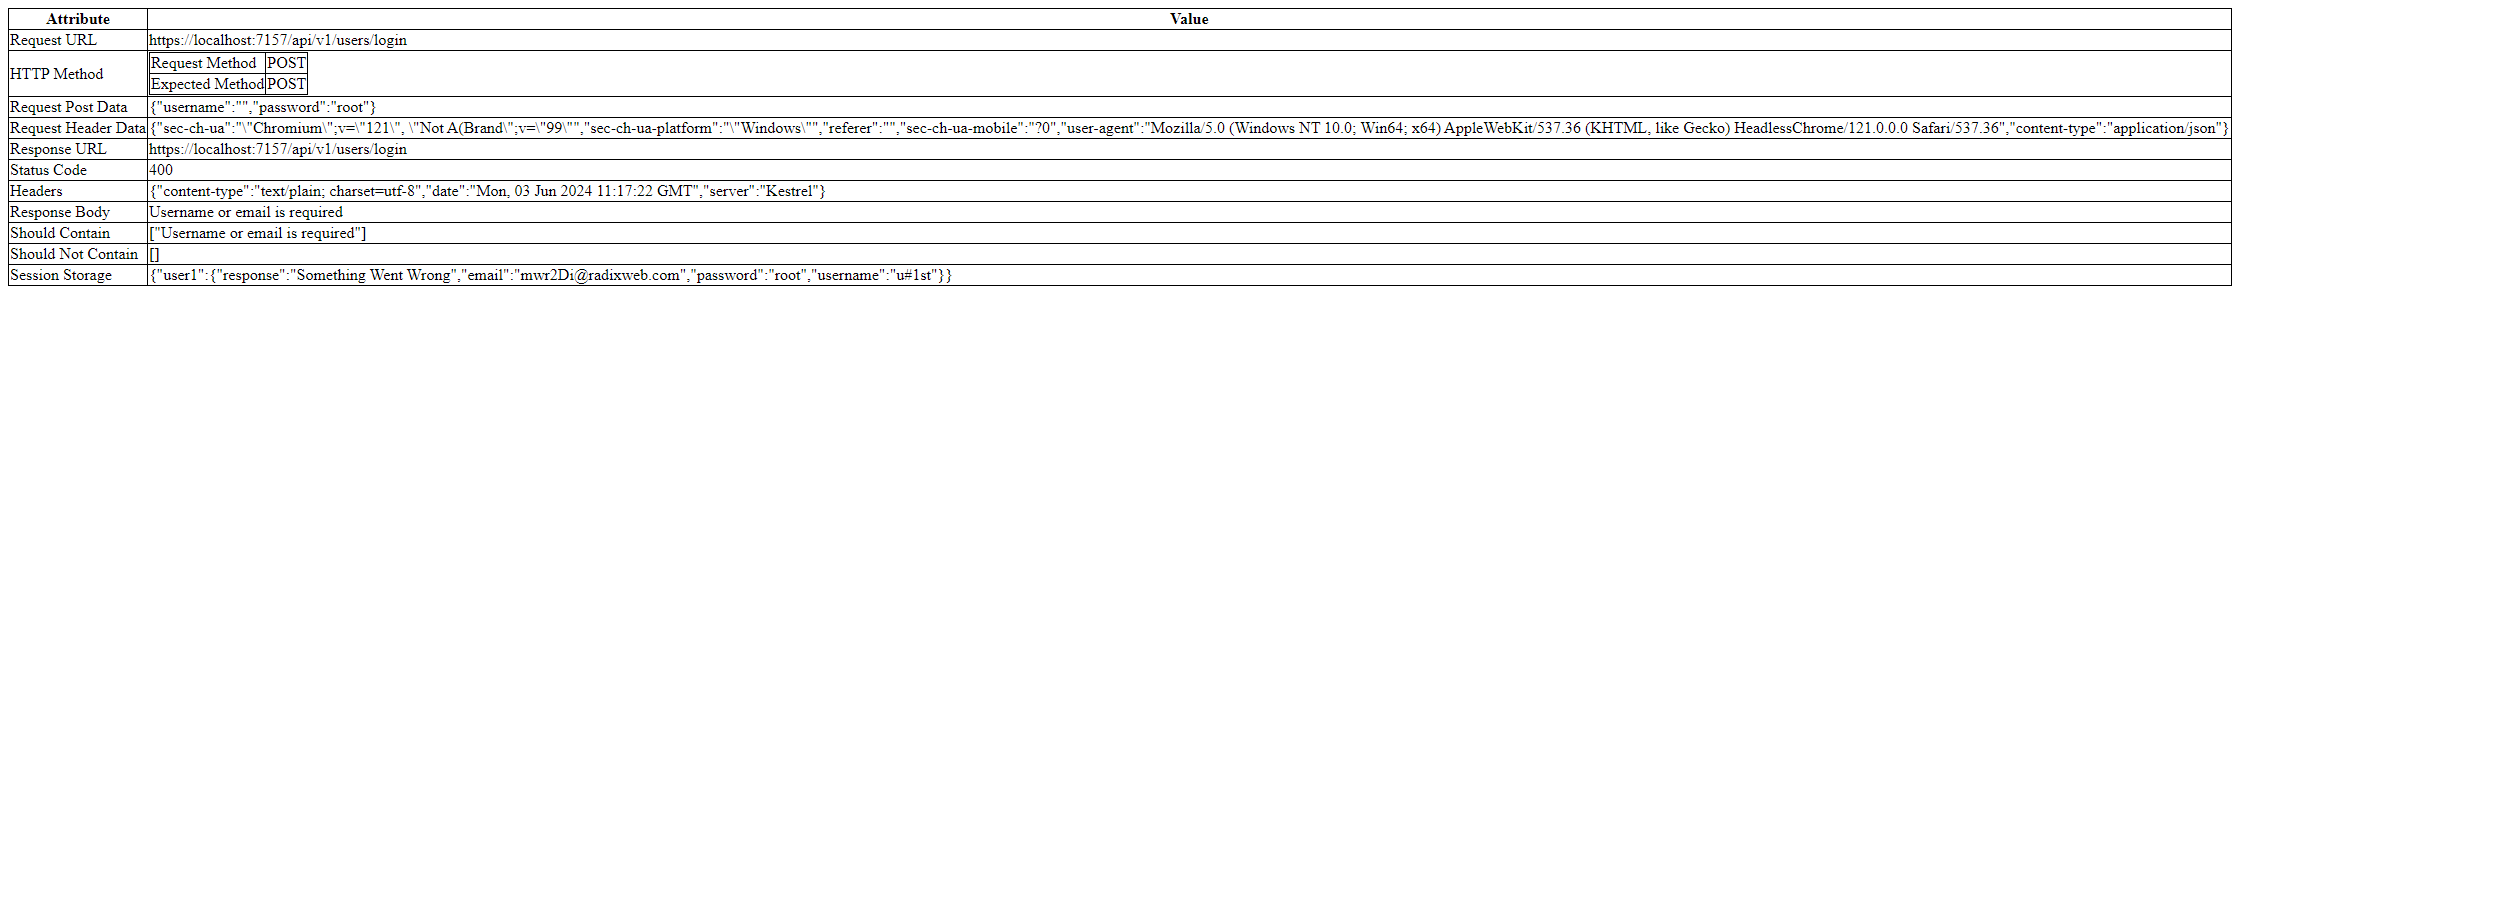 Attribute Value
Request URL https://localhost:7157/api/v1/users/login
HTTP Method
Request Method POST
Expected Method POST
Request Post Data {"username":"","password":"root"}
Request Header Data {"sec-ch-ua":"\"Chromium\";v=\"121\", \"Not A(Brand\";v=\"99\"","sec-ch-ua-platform":"\"Windows\"","referer":"","sec-ch-ua-mobile":"?0","user-agent":"Mozilla/5.0 (Windows NT 10.0; Win64; x64) AppleWebKit/537.36 (KHTML, like Gecko) HeadlessChrome/121.0.0.0 Safari/537.36","content-type":"application/json"}
Response URL https://localhost:7157/api/v1/users/login
Status Code 400
Headers {"content-type":"text/plain; charset=utf-8","date":"Mon, 03 Jun 2024 11:17:22 GMT","server":"Kestrel"}
Response Body Username or email is required
Should Contain ["Username or email is required"]
Should Not Contain []
Session Storage {"user1":{"response":"Something Went Wrong","email":"mwr2Di@radixweb.com","password":"root","username":"u#1st"}}